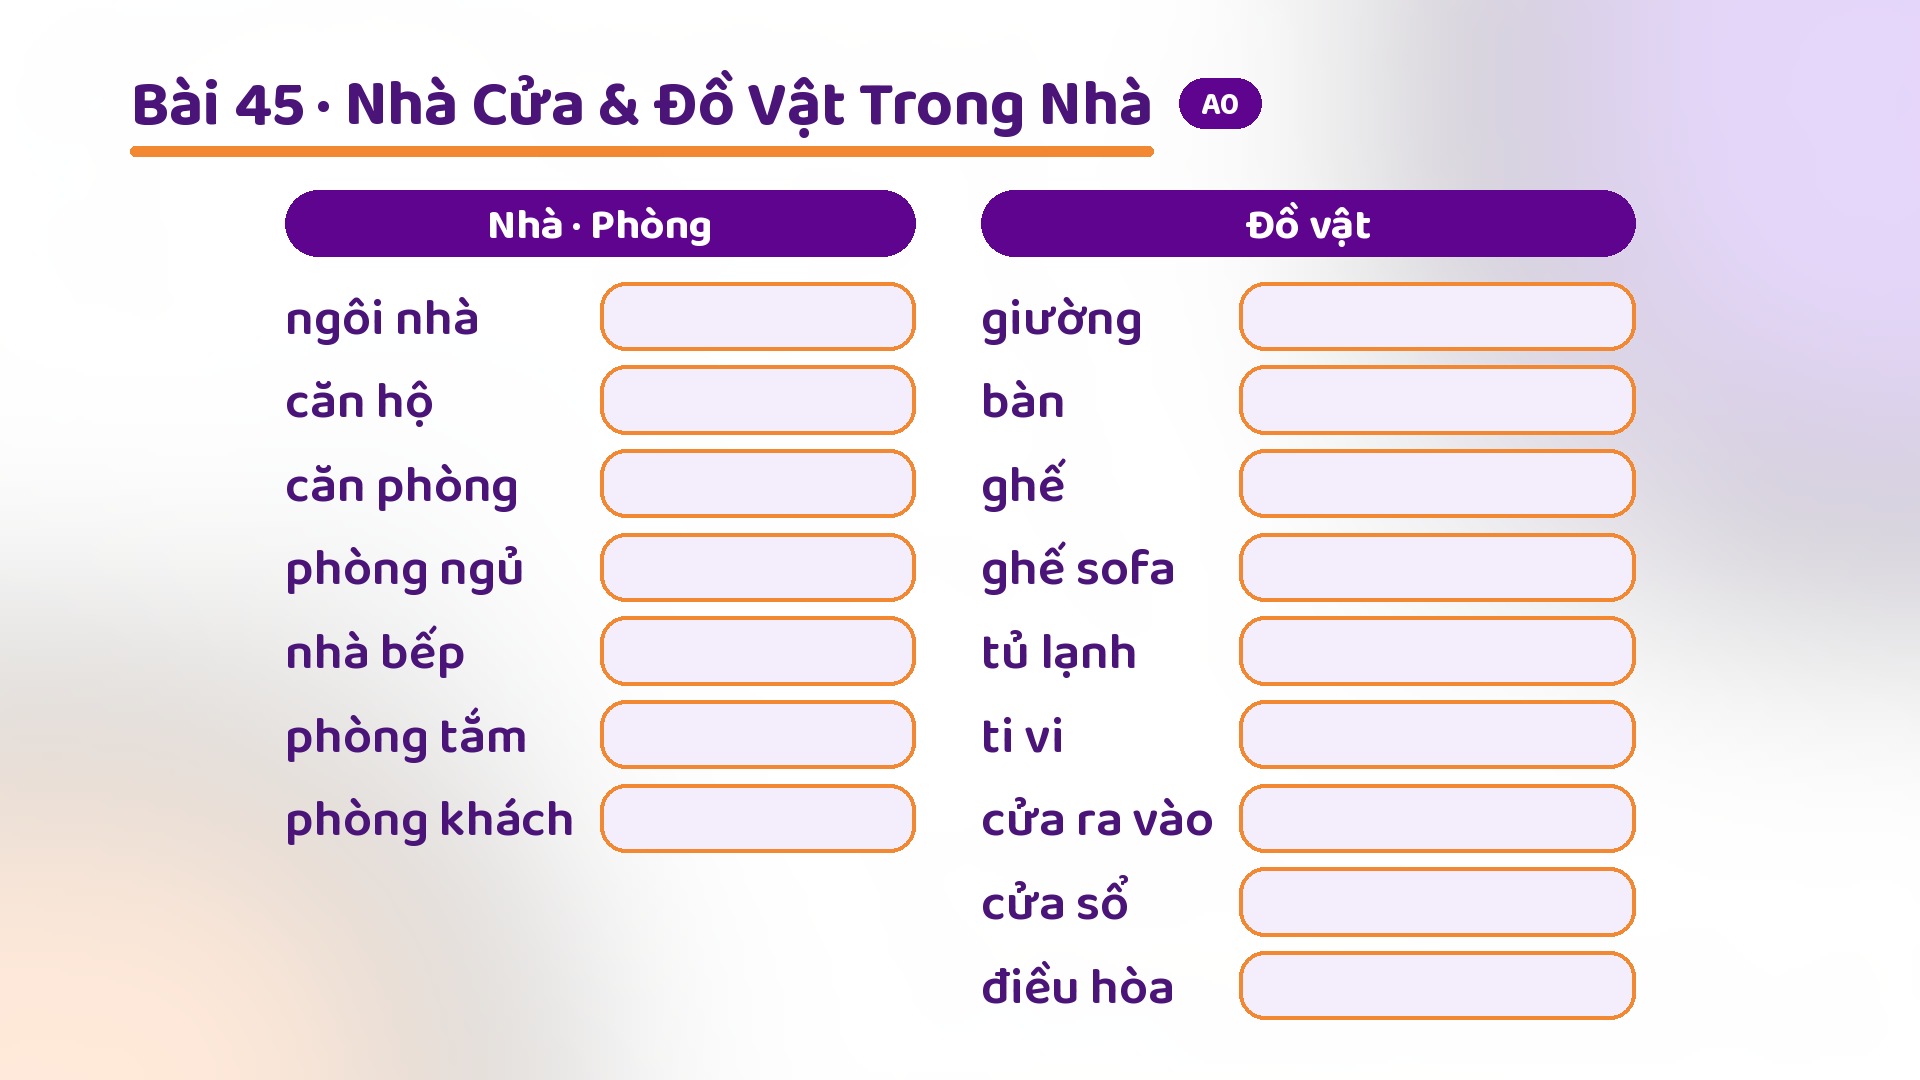 Bài 45 · Nhà Cửa & Đồ Vật Trong Nhà
A0
Nhà · Phòng
ngôi nhà
căn hộ
căn phòng
phòng ngủ
nhà bếp
phòng tắm
phòng khách
Đồ vật
giường
bàn
ghế
ghế sofa
tủ lạnh
ti vi
cửa ra vào
cửa sổ
điều hòa